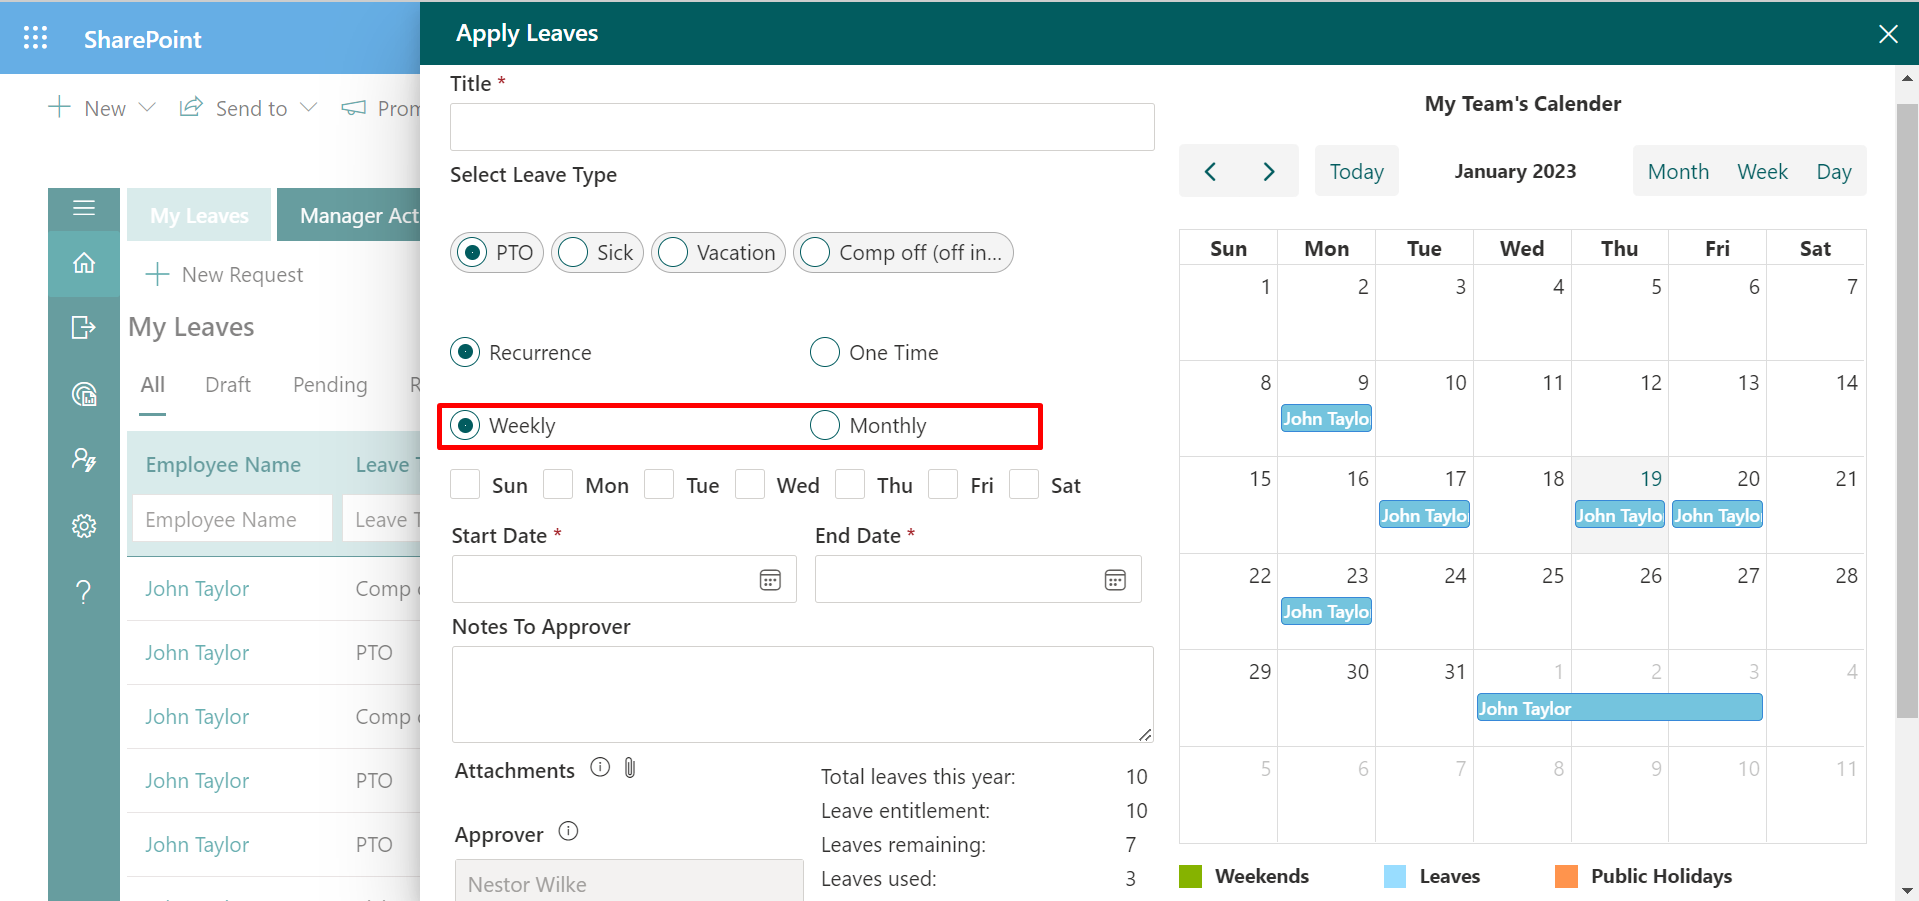 SharePoint
New
Send to
Prom
My Leaves
Manager Act
New Request
My Leaves
All Draft Pending R
Employee Name Leave T
Employee Name Leave T
John Taylor Comp o
John Taylor PTO
John Taylor Comp o
John Taylor PTO
John Taylor PTO
Apply Leaves
Title *
Select Leave Type
PTO Sick Vacation Comp off (off in...
Recurrence One Time
Weekly Monthly
Sun Mon Tue Wed Thu Fri Sat
Start Date * End Date *
Notes To Approver
Attachments
Approver
Nestor Wilke
Total leaves this year: 10
Leave entitlement: 10
Leaves remaining: 7
Leaves used: 3
My Team's Calender
Today January 2023 Month Week Day
Sun Mon Tue Wed Thu Fri Sat
1 2 3 4 5 6 7
8 9 10 11 12 13 14
John Taylo
15 16 17 18 19 20 21
John Taylo John Taylo John Taylo
22 23 24 25 26 27 28
John Taylo
29 30 31 1 2 3 4
John Taylor
5 6 7 8 9 10 11
Weekends Leaves Public Holidays